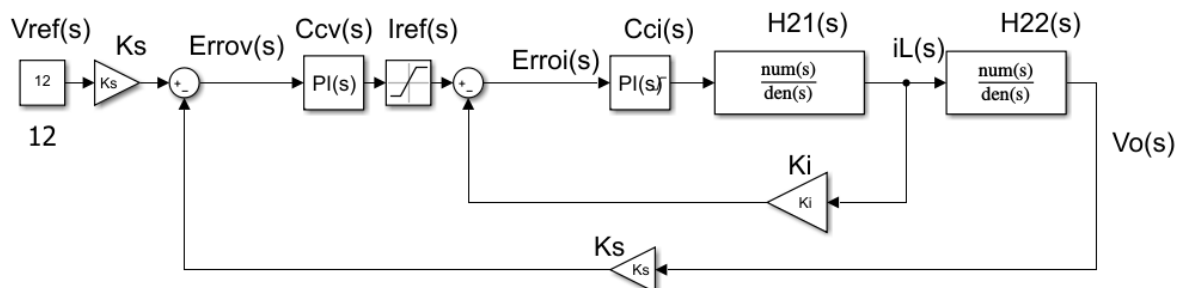 Vref(s)
Ks
Errov(s)
Ccv(s)
Iref(s)
Erroi(s)
Cci(s)
H21(s)
iL(s)
H22(s)
12
Ks
+
-
PI(s)
+
-
PI(s)
num(s)
den(s)
num(s)
den(s)
12
Vo(s)
Ki
Ki
Ks
Ks